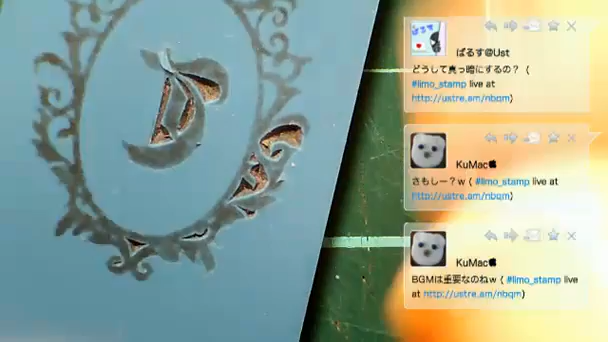 D
ぱるす@Ust
どうして真っ暗にするの？ (
#limo_stamp live at
http://ustre.am/nbqm)
KuMac
さもしー？w ( #limo_stamp live at
http://ustre.am/nbqm)
KuMac
BGMは重要なのねw ( #limo_stamp live
at http://ustre.am/nbqm)